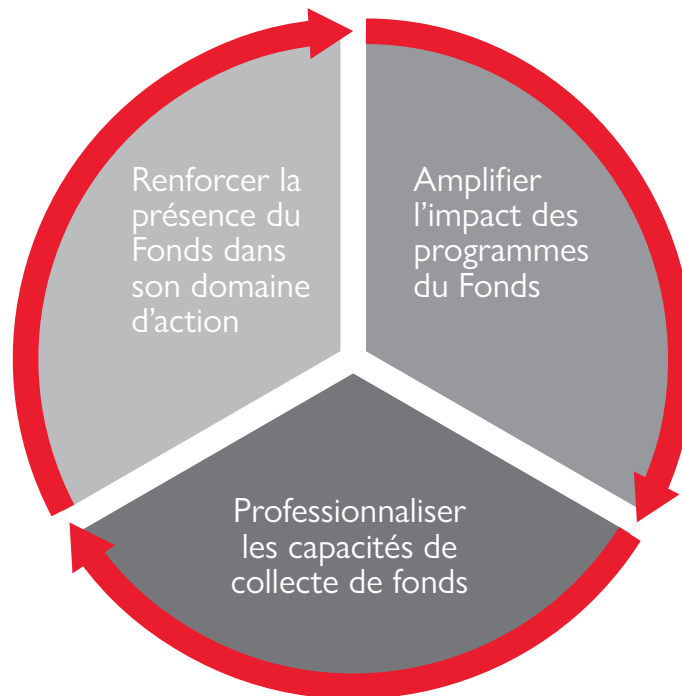 Renforcer la
présence du
Fonds dans
son domaine
d’action
Amplifier
l’impact des
programmes
du Fonds
Professionnaliser
les capacités de
collecte de fonds